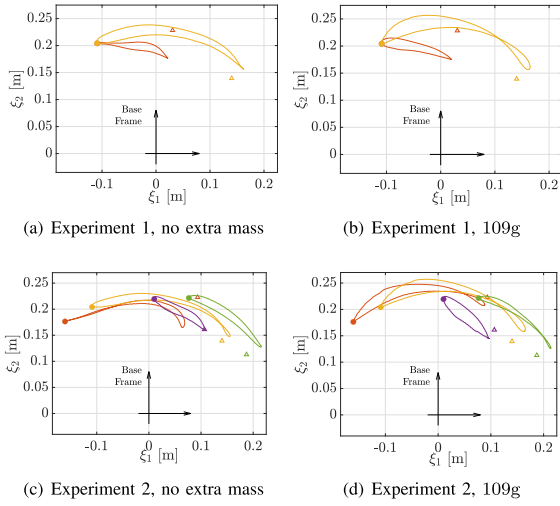 0.25
0.2
0.15
0.1
0.05
0
ξ₂ [m]
Base
Frame
-0.1 0 0.1 0.2
ξ₁ [m]
(a) Experiment 1, no extra mass
0.25
0.2
0.15
0.1
0.05
0
ξ₂ [m]
Base
Frame
-0.1 0 0.1 0.2
ξ₁ [m]
(b) Experiment 1, 109g
0.25
0.2
0.15
0.1
0.05
0
ξ₂ [m]
Base
Frame
-0.1 0 0.1 0.2
ξ₁ [m]
(c) Experiment 2, no extra mass
0.25
0.2
0.15
0.1
0.05
0
ξ₂ [m]
Base
Frame
-0.1 0 0.1 0.2
ξ₁ [m]
(d) Experiment 2, 109g